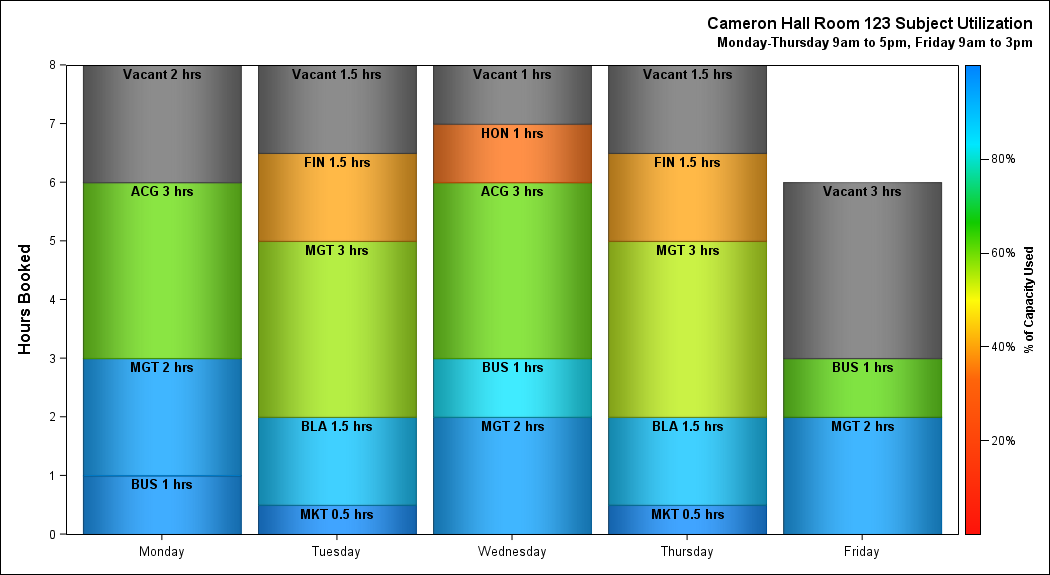 Cameron Hall Room 123 Subject Utilization
Monday-Thursday 9am to 5pm, Friday 9am to 3pm
Hours Booked
8
7
6
5
4
3
2
1
0
Vacant 2 hrs
ACG 3 hrs
MGT 2 hrs
BUS 1 hrs
Monday
Vacant 1.5 hrs
FIN 1.5 hrs
MGT 3 hrs
BLA 1.5 hrs
MKT 0.5 hrs
Tuesday
Vacant 1 hrs
HON 1 hrs
ACG 3 hrs
BUS 1 hrs
MGT 2 hrs
Wednesday
Vacant 1.5 hrs
FIN 1.5 hrs
MGT 3 hrs
BLA 1.5 hrs
MKT 0.5 hrs
Thursday
Vacant 3 hrs
BUS 1 hrs
MGT 2 hrs
Friday
80%
60%
40%
20%
% of Capacity Used